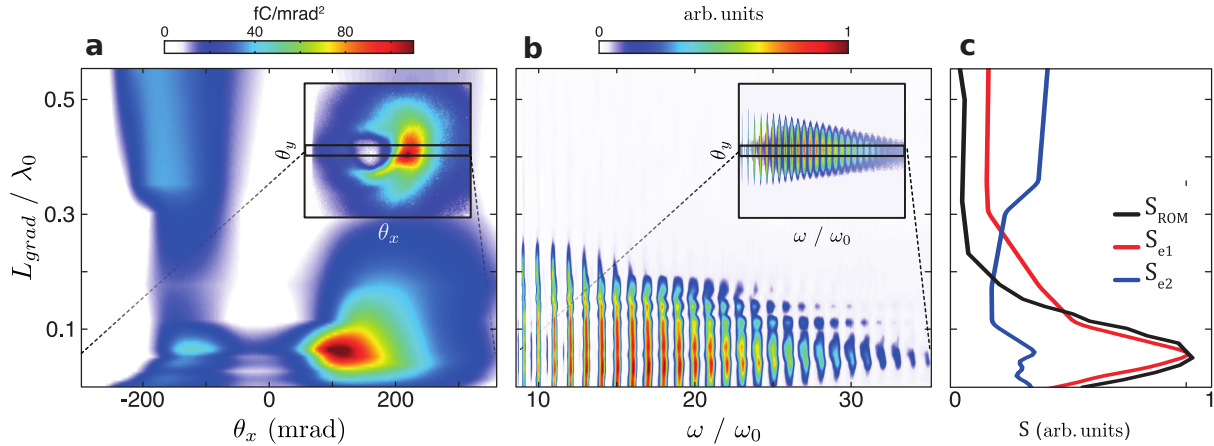 a
fC/mrad²
0 40 80
b
arb. units
0 1
c
L_grad / λ₀
0.5
0.3
0.1
θ_y
θ_x
θ_y
ω / ω₀
S_ROM
S_e1
S_e2
-200 0 200
10 20 30
0 1
θ_x (mrad)
ω / ω₀
S (arb. units)